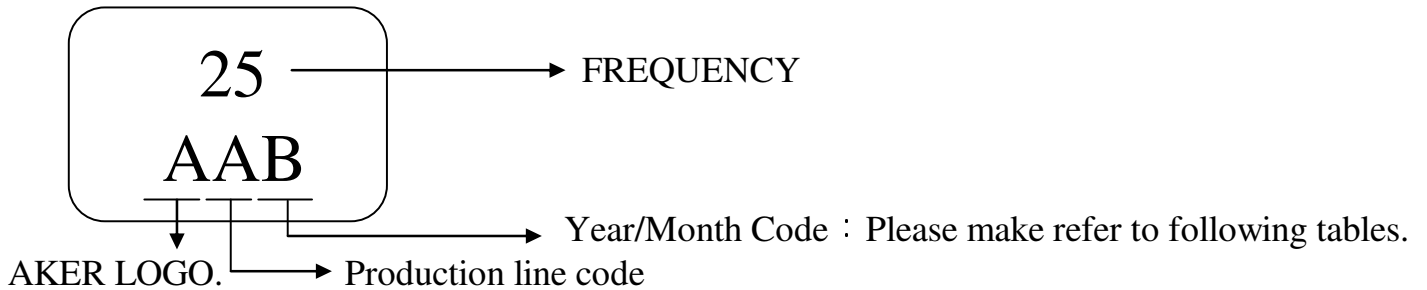 25
FREQUENCY
AAB
Year/Month Code：Please make refer to following tables.
AKER LOGO.
Production line code